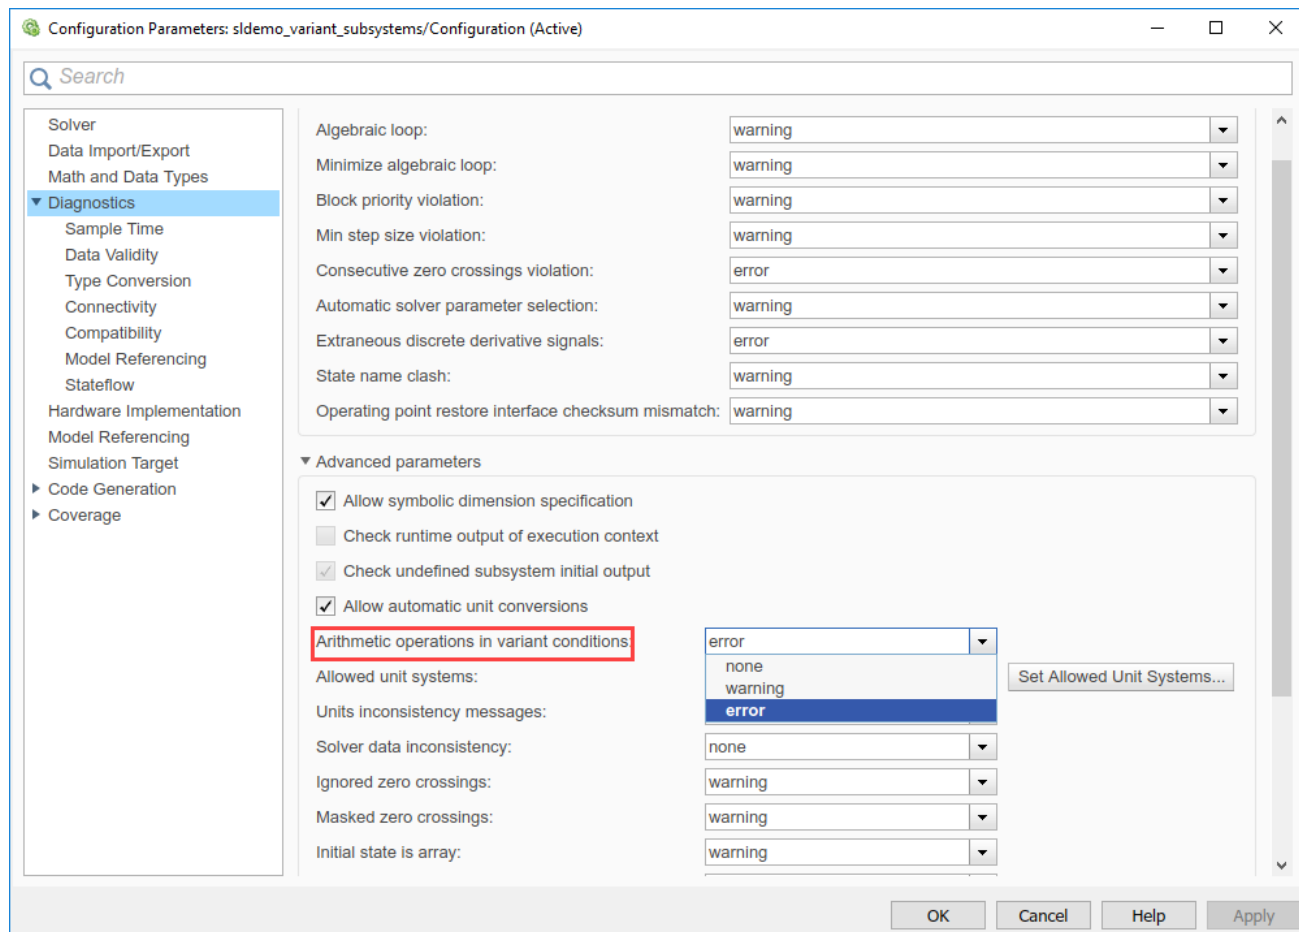 Configuration Parameters: sldemo_variant_subsystems/Configuration (Active)
Search
Solver
Data Import/Export
Math and Data Types
Diagnostics
Sample Time
Data Validity
Type Conversion
Connectivity
Compatibility
Model Referencing
Stateflow
Hardware Implementation
Model Referencing
Simulation Target
Code Generation
Coverage
Algebraic loop: warning
Minimize algebraic loop: warning
Block priority violation: warning
Min step size violation: warning
Consecutive zero crossings violation: error
Automatic solver parameter selection: warning
Extraneous discrete derivative signals: error
State name clash: warning
Operating point restore interface checksum mismatch: warning
Advanced parameters
Allow symbolic dimension specification
Check runtime output of execution context
Check undefined subsystem initial output
Allow automatic unit conversions
Arithmetic operations in variant conditions: error
none
warning
error
Allowed unit systems: Set Allowed Unit Systems...
Units inconsistency messages:
Solver data inconsistency: none
Ignored zero crossings: warning
Masked zero crossings: warning
Initial state is array: warning
OK Cancel Help Apply